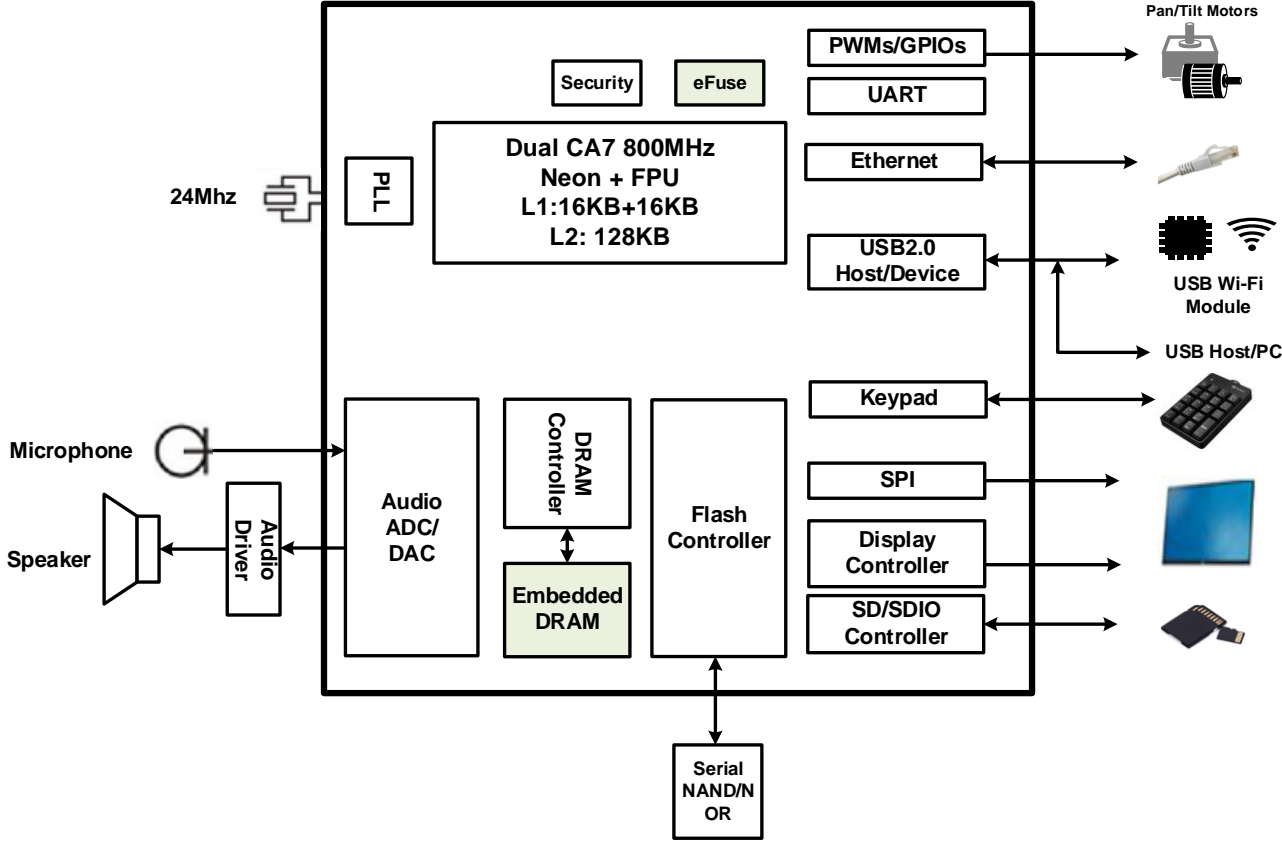 Pan/Tilt Motors
PWMs/GPIOs
Security
eFuse
UART
Dual CA7 800MHz
Neon + FPU
L1:16KB+16KB
L2: 128KB
PLL
24Mhz
Ethernet
USB2.0
Host/Device
USB Wi-Fi
Module
USB Host/PC
Keypad
Microphone
Audio
ADC/
DAC
DRAM
Controller
Flash
Controller
SPI
Display
Controller
SD/SDIO
Controller
Speaker
Audio
Driver
Embedded
DRAM
Serial
NAND/N
OR